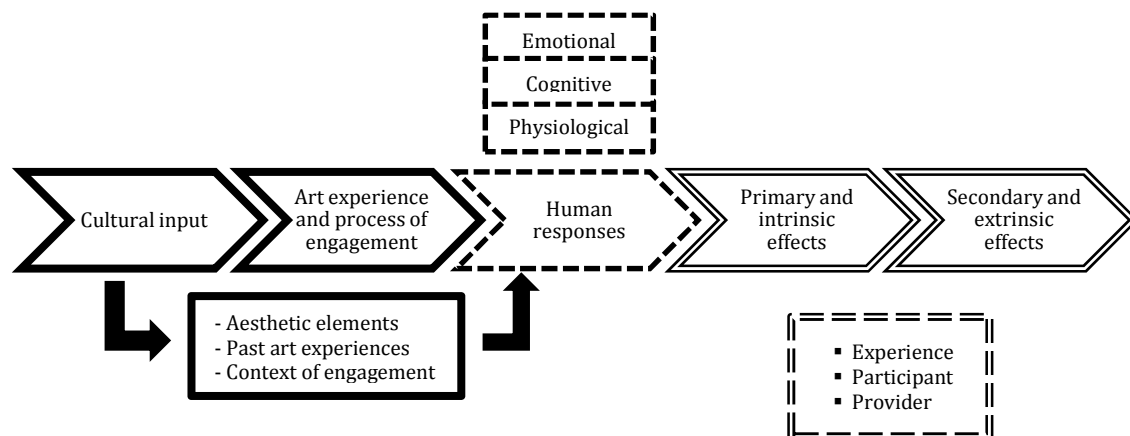 Emotional
Cognitive
Physiological
Cultural input
Art experience
and process of
engagement
Human
responses
Primary and
intrinsic
effects
Secondary and
extrinsic
effects
- Aesthetic elements
- Past art experiences
- Context of engagement
▪ Experience
▪ Participant
▪ Provider